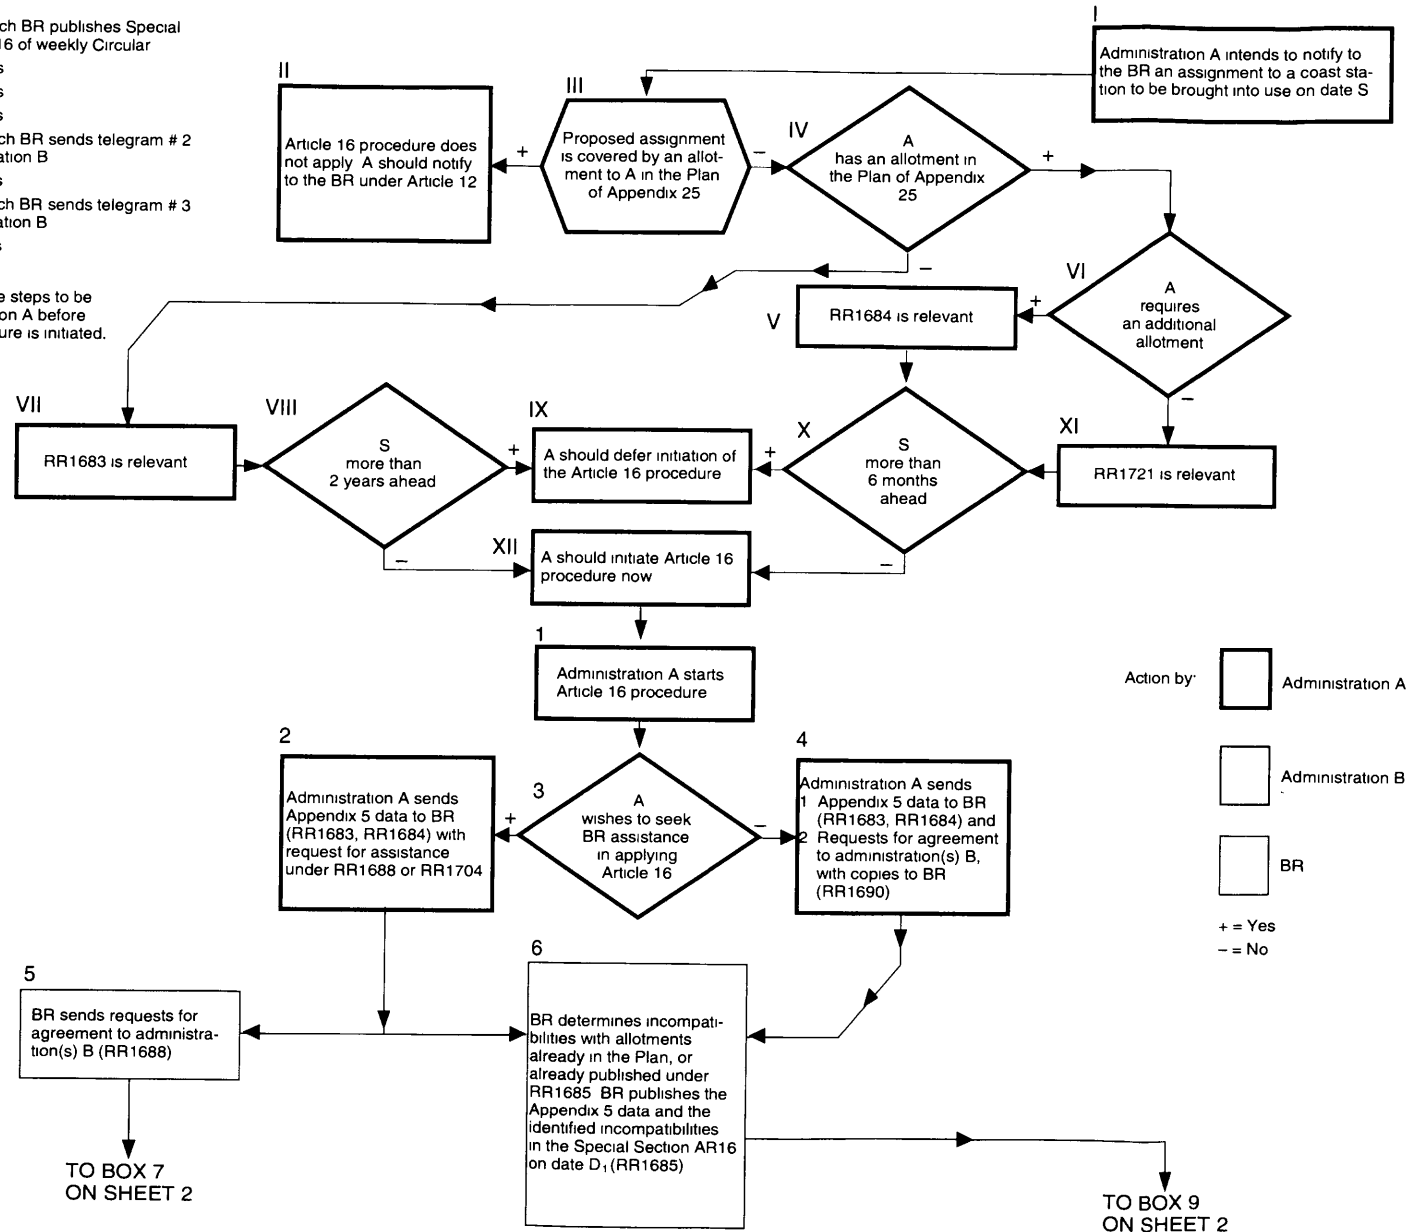 ch BR publishes Special
16 of weekly Circular
s
s
s
ch BR sends telegram # 2
ation B
s
ch BR sends telegram # 3
ation B
s
e steps to be
on A before
ure is initiated.
I
Administration A intends to notify to
the BR an assignment to a coast sta-
tion to be brought into use on date S
II
Article 16 procedure does
not apply A should notify
to the BR under Article 12
+
III
Proposed assignment
is covered by an allot-
ment to A in the Plan
of Appendix 25
–
IV
A
has an allotment in
the Plan of Appendix
25
+
–
V
RR1684 is relevant
+
VI
A
requires
an additional
allotment
–
VII
RR1683 is relevant
VIII
S
more than
2 years ahead
+
–
IX
A should defer initiation of
the Article 16 procedure
+
X
S
more than
6 months
ahead
–
XI
RR1721 is relevant
XII
A should initiate Article 16
procedure now
1
Administration A starts
Article 16 procedure
Action by
Administration A
Administration B
BR
+ = Yes
– = No
2
Administration A sends
Appendix 5 data to BR
(RR1683, RR1684) with
request for assistance
under RR1688 or RR1704
+
3
A
wishes to seek
BR assistance
in applying
Article 16
–
4
Administration A sends
1 Appendix 5 data to BR
(RR1683, RR1684) and
2 Requests for agreement
to administration(s) B,
with copies to BR
(RR1690)
5
BR sends requests for
agreement to administra-
tion(s) B (RR1688)
6
BR determines incompati-
bilities with allotments
already in the Plan, or
already published under
RR1685 BR publishes the
Appendix 5 data and the
identified incompatibilities
in the Special Section AR16
on date D₁ (RR1685)
TO BOX 7
ON SHEET 2
TO BOX 9
ON SHEET 2